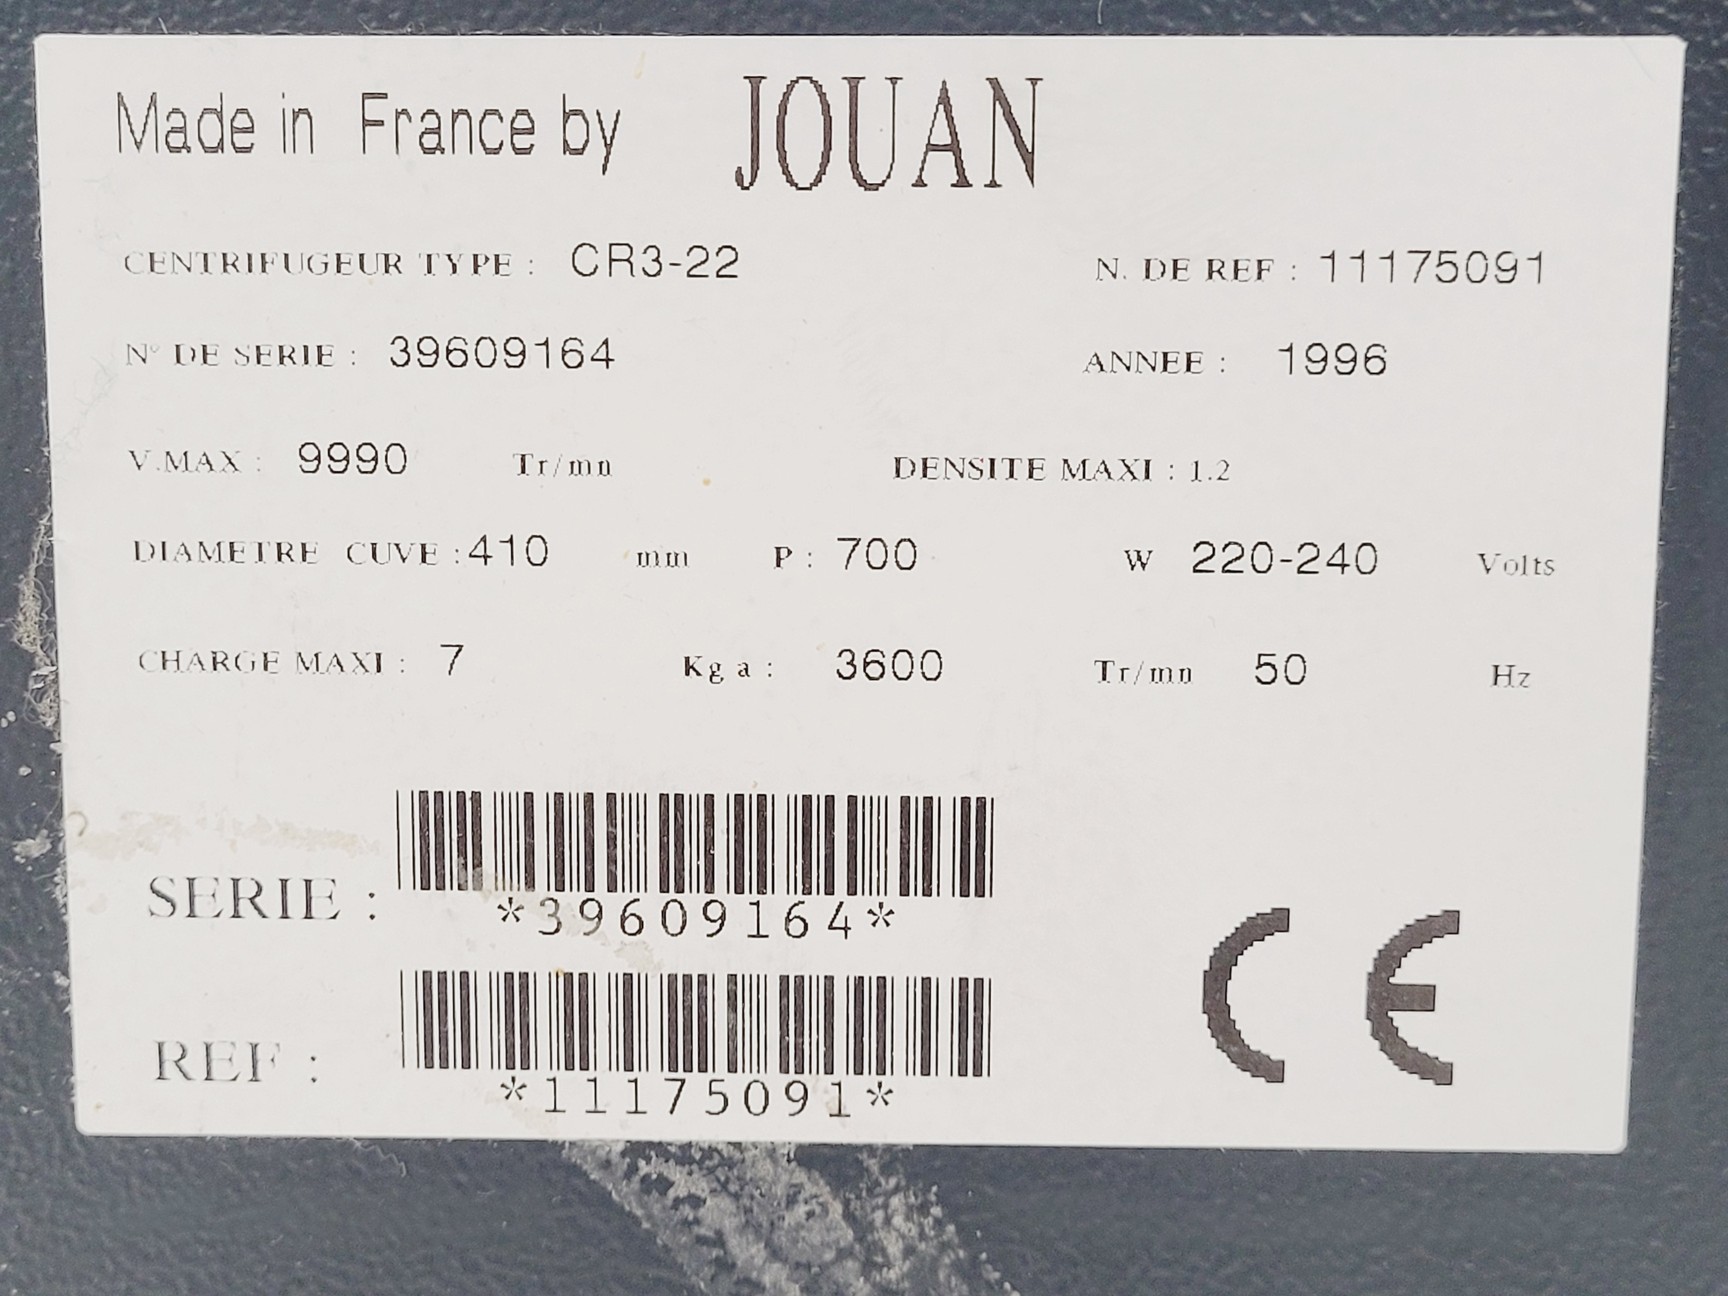 Made in France by JOUAN
CENTRIFUGEUR TYPE : CR3-22 N. DE REF : 11175091
N° DE SERIE : 39609164 ANNEE : 1996
V.MAX : 9990 Tr/mn DENSITE MAXI : 1.2
DIAMETRE CUVE : 410 mm P : 700 W 220-240 Volts
CHARGE MAXI : 7 Kg a : 3600 Tr/mn 50 Hz
SERIE : *39609164*
REF : *11175091*
CE